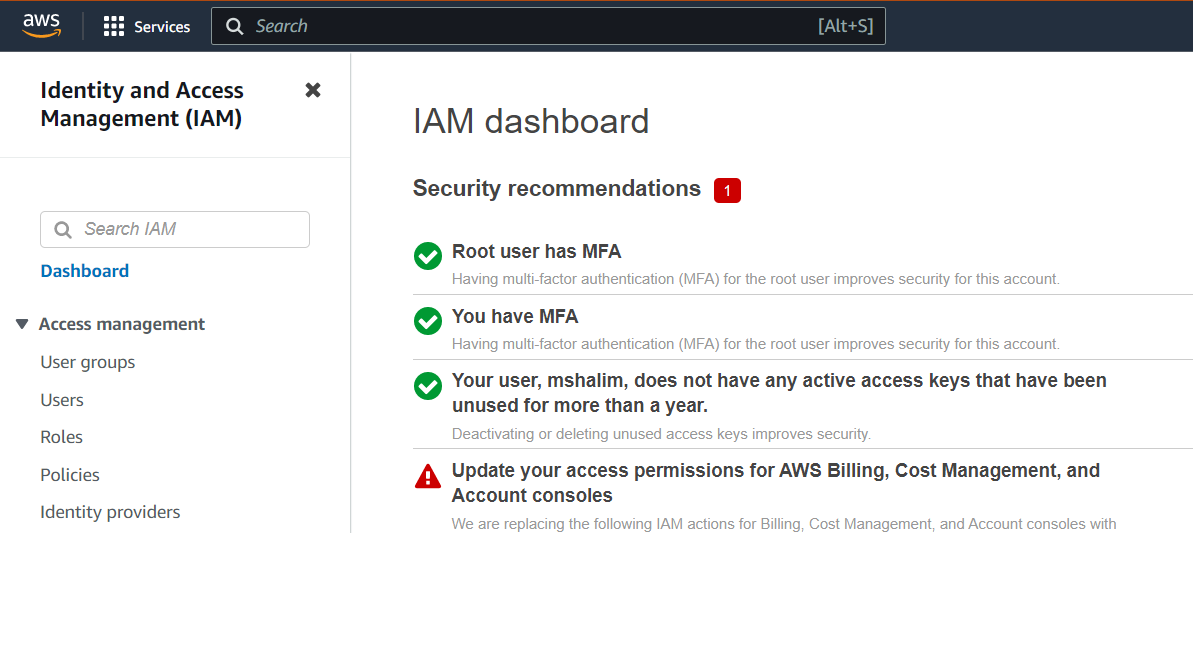 aws
Services
Search
[Alt+S]
Identity and Access
Management (IAM)
Search IAM
Dashboard
Access management
User groups
Users
Roles
Policies
Identity providers
IAM dashboard
Security recommendations 1
Root user has MFA
Having multi-factor authentication (MFA) for the root user improves security for this account.
You have MFA
Having multi-factor authentication (MFA) for the root user improves security for this account.
Your user, mshalim, does not have any active access keys that have been
unused for more than a year.
Deactivating or deleting unused access keys improves security.
Update your access permissions for AWS Billing, Cost Management, and
Account consoles
We are replacing the following IAM actions for Billing, Cost Management, and Account consoles with